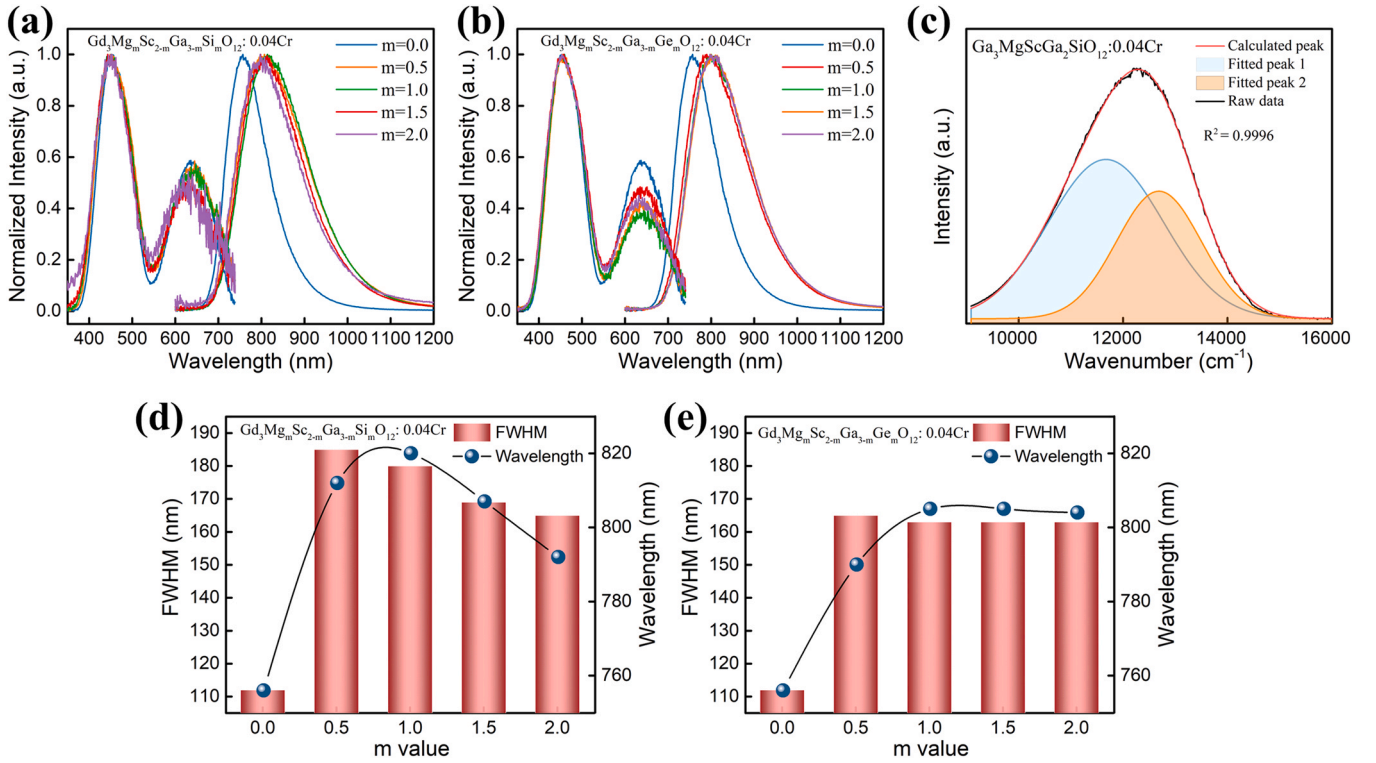 (a)
Gd3MgmSc2-mGa3-mSimO12: 0.04Cr
m=0.0
m=0.5
m=1.0
m=1.5
m=2.0
Normalized Intensity (a.u.)
1.0
0.8
0.6
0.4
0.2
0.0
400 500 600 700 800 900 1000 1100 1200
Wavelength (nm)
(b)
Gd3MgmSc2-mGa3-mGemO12: 0.04Cr
m=0.0
m=0.5
m=1.0
m=1.5
m=2.0
Normalized Intensity (a.u.)
1.0
0.8
0.6
0.4
0.2
0.0
400 500 600 700 800 900 1000 1100 1200
Wavelength (nm)
(c)
Ga3MgScGa2SiO12:0.04Cr
Calculated peak
Fitted peak 1
Fitted peak 2
Raw data
R2 = 0.9996
Intensity (a.u.)
10000 12000 14000 16000
Wavenumber (cm-1)
(d)
Gd3MgmSc2-mGa3-mSimO12: 0.04Cr
FWHM
Wavelength
FWHM (nm)
190
180
170
160
150
140
130
120
110
820
800
780
760
Wavelength (nm)
0.0 0.5 1.0 1.5 2.0
m value
(e)
Gd3MgmSc2-mGa3-mGemO12: 0.04Cr
FWHM
Wavelength
FWHM (nm)
190
180
170
160
150
140
130
120
110
820
800
780
760
Wavelength (nm)
0.0 0.5 1.0 1.5 2.0
m value